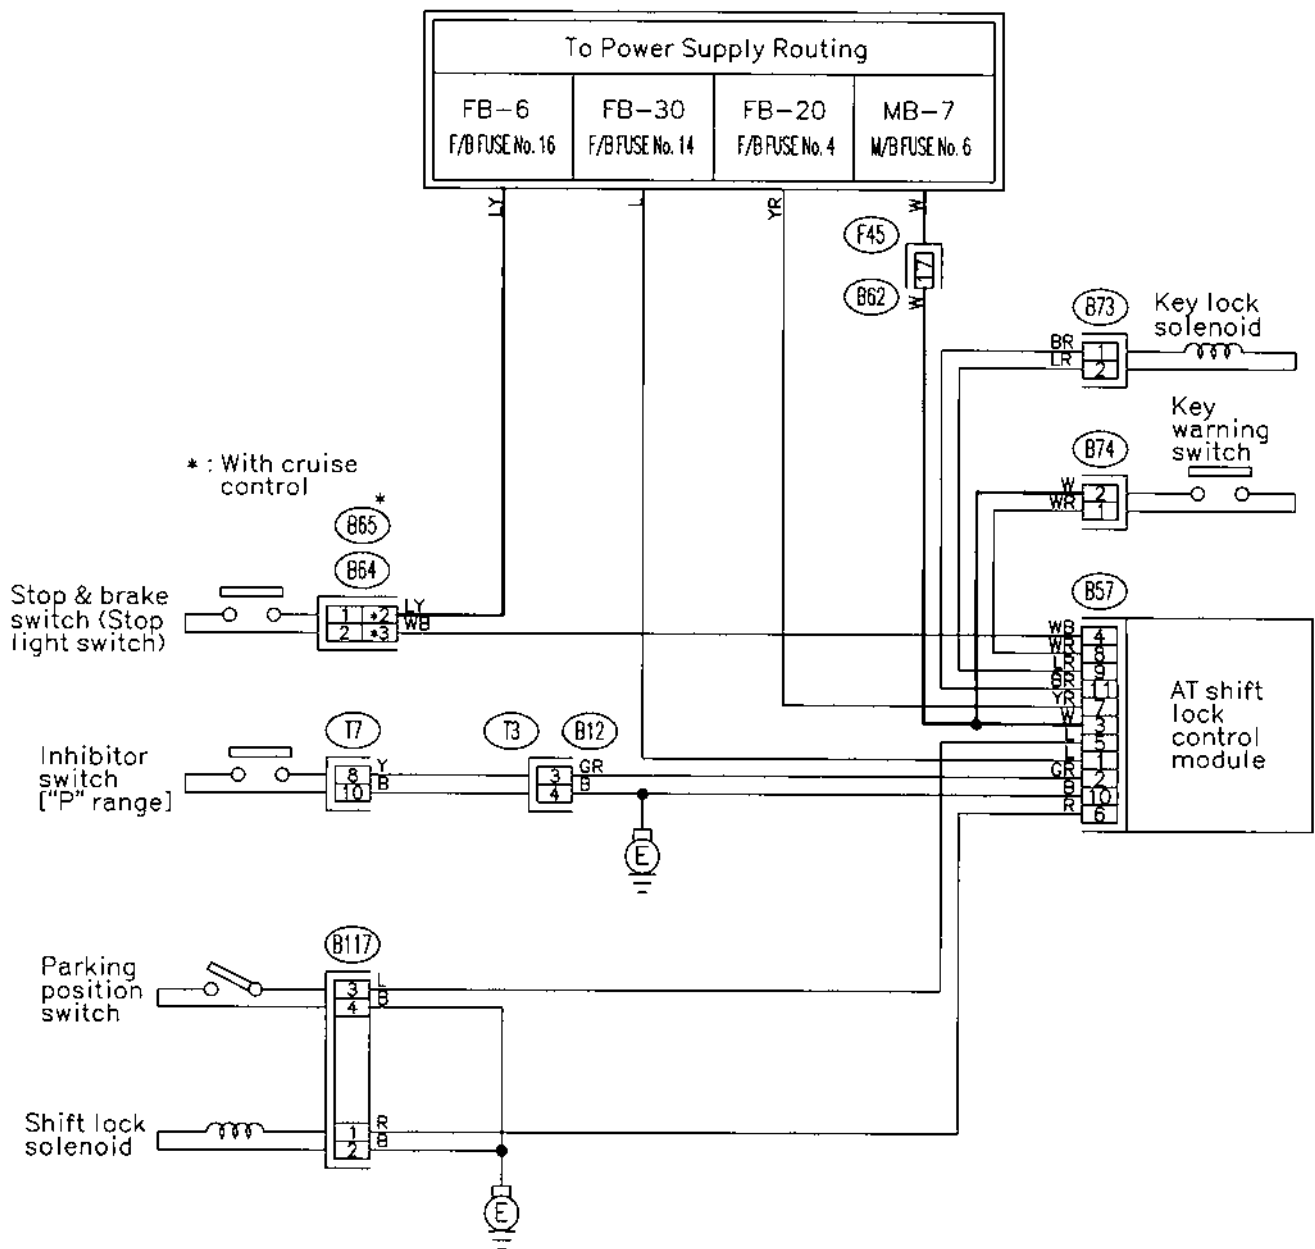 To Power Supply Routing
FB-6
F/B FUSE No. 16
FB-30
F/B FUSE No. 14
FB-20
F/B FUSE No. 4
MB-7
M/B FUSE No. 6
LY
L
YR
W
F45
17
B62
W
B73
Key lock
solenoid
BR
1
LR
2
B74
Key
warning
switch
W
2
WR
1
* : With cruise
control
*
B65
B64
Stop & brake
switch (Stop
light switch)
1
*2
LY
2
*3
WB
B57
WB
4
WR
8
LR
9
BR
11
YR
7
W
3
L
5
L
1
GR
2
B
10
R
6
AT shift
lock
control
module
Inhibitor
switch
["P" range]
T7
8
Y
10
B
T3
B12
3
GR
4
B
E
B117
Parking
position
switch
3
L
4
B
Shift lock
solenoid
1
R
2
B
E